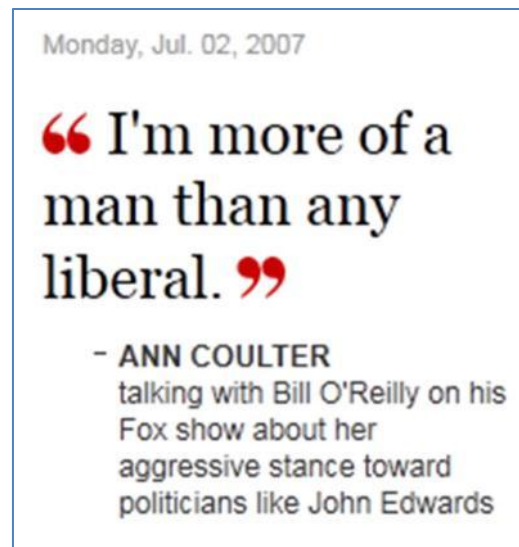 Monday, Jul. 02, 2007
“ I'm more of a
man than any
liberal. ”
- ANN COULTER
talking with Bill O'Reilly on his
Fox show about her
aggressive stance toward
politicians like John Edwards